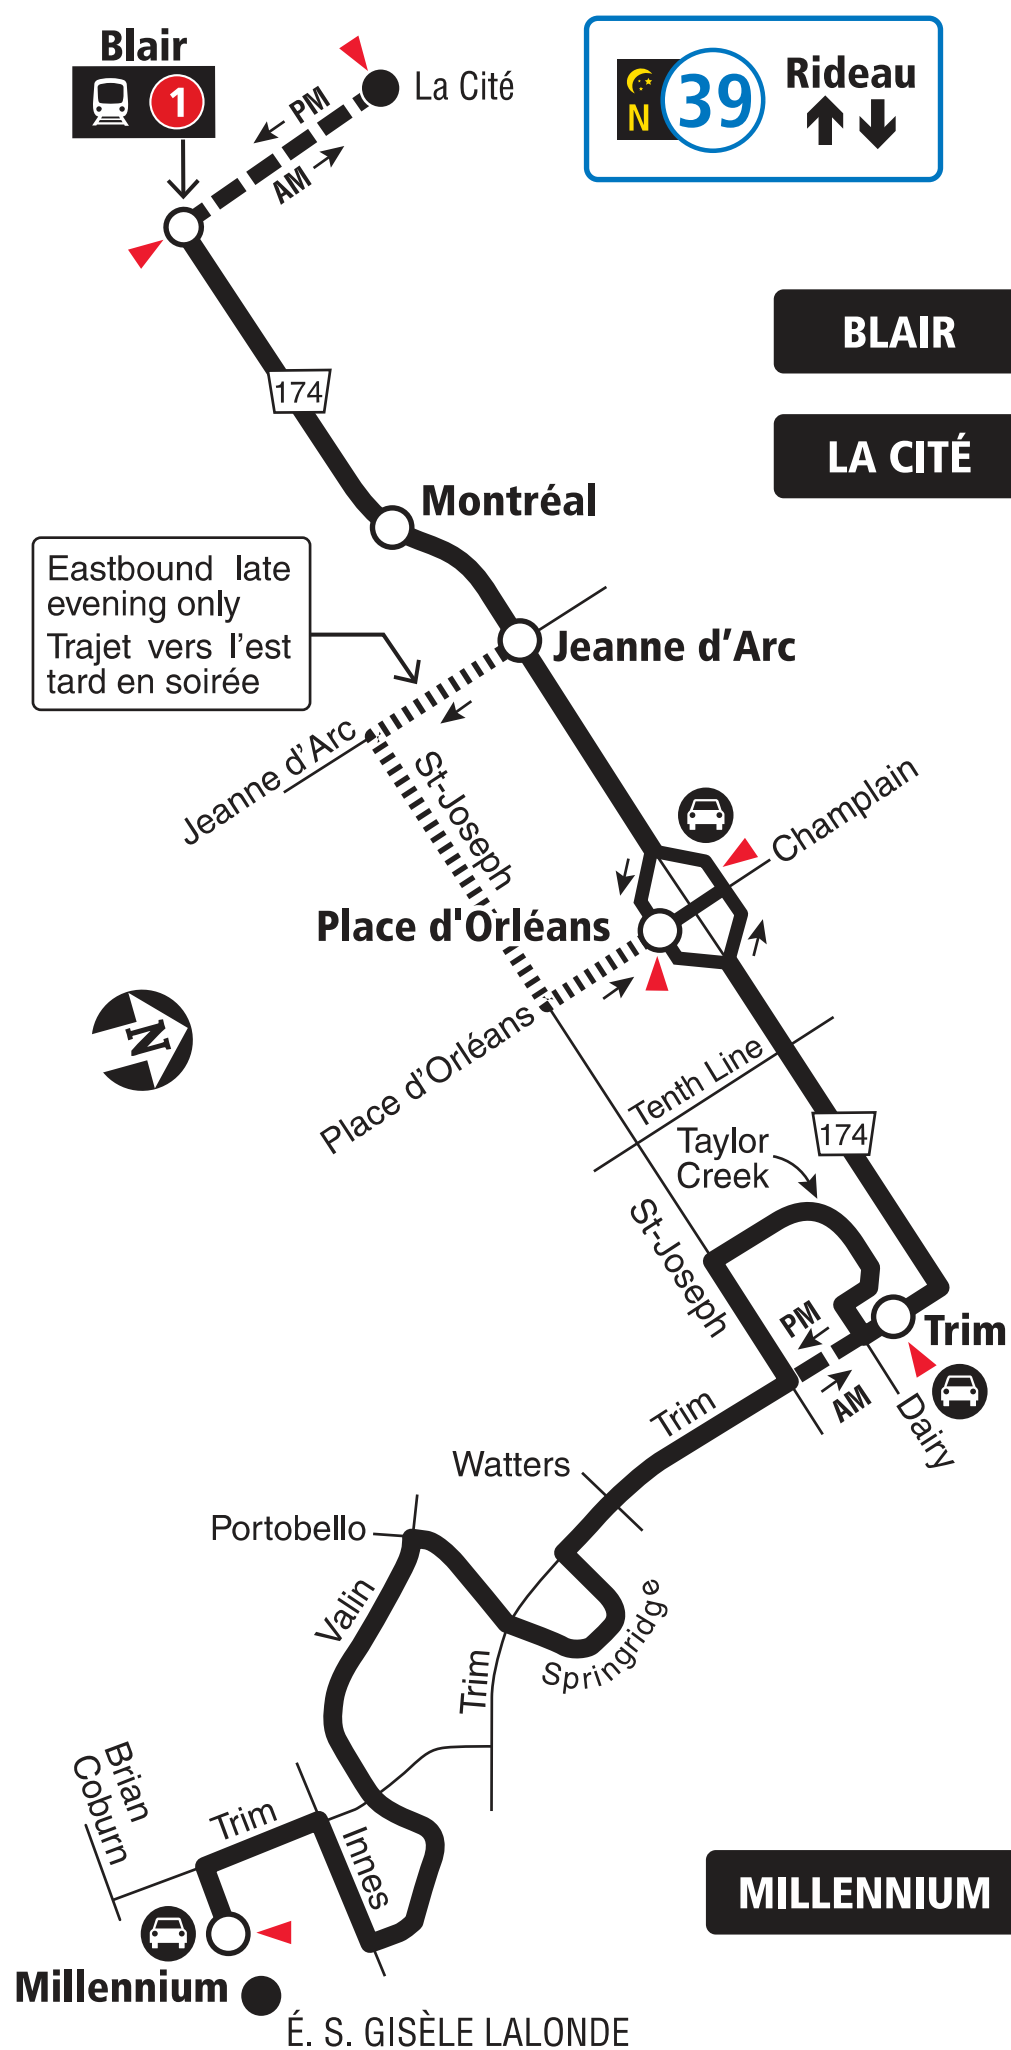 Blair
1
La Cité
PM
AM
N
39
Rideau
BLAIR
LA CITÉ
174
Montréal
Eastbound late
evening only
Trajet vers l'est
tard en soirée
Jeanne d'Arc
Jeanne d'Arc
St-Joseph
Champlain
Place d'Orléans
N
Place d'Orléans
Tenth Line
174
Taylor
Creek
St-Joseph
PM
AM
Trim
Dairy
Trim
Watters
Portobello
Valin
Springridge
Trim
Brian
Coburn
Trim
Innes
MILLENNIUM
Millennium
É. S. GISÈLE LALONDE